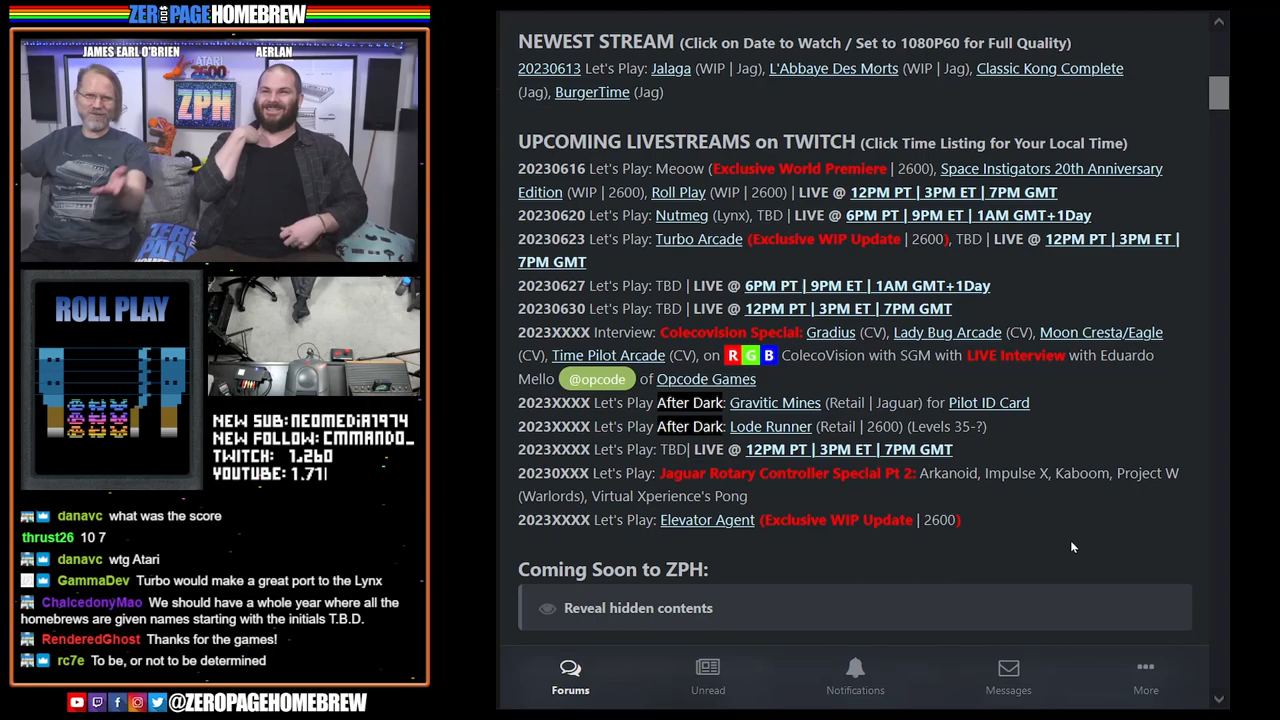 ZERO PAGE HOMEBREW
JAMES EARL O'BRIEN
AERLAN
ATARI
2600
ZPH
ROLL PLAY
NEW SUB: NEOMEDIA1974
NEW FOLLOW: CMMANDO_
TWITCH: 1,260
YOUTUBE: 1,71
danavc what was the score
thrust26 10 7
danavc wtg Atari
GammaDev Turbo would make a great port to the Lynx
ChalcedonyMao We should have a whole year where all the
homebrews are given names starting with the initials T.B.D.
RenderedGhost Thanks for the games!
rc7e To be, or not to be determined
@ZEROPAGEHOMEBREW
NEWEST STREAM (Click on Date to Watch / Set to 1080P60 for Full Quality)
20230613 Let's Play: Jalaga (WIP | Jag), L'Abbaye Des Morts (WIP | Jag), Classic Kong Complete
(Jag), BurgerTime (Jag)
UPCOMING LIVESTREAMS on TWITCH (Click Time Listing for Your Local Time)
20230616 Let's Play: Meoow (Exclusive World Premiere | 2600), Space Instigators 20th Anniversary
Edition (WIP | 2600), Roll Play (WIP | 2600) | LIVE @ 12PM PT | 3PM ET | 7PM GMT
20230620 Let's Play: Nutmeg (Lynx), TBD | LIVE @ 6PM PT | 9PM ET | 1AM GMT+1Day
20230623 Let's Play: Turbo Arcade (Exclusive WIP Update | 2600), TBD | LIVE @ 12PM PT | 3PM ET |
7PM GMT
20230627 Let's Play: TBD | LIVE @ 6PM PT | 9PM ET | 1AM GMT+1Day
20230630 Let's Play: TBD | LIVE @ 12PM PT | 3PM ET | 7PM GMT
2023XXXX Interview: Colecovision Special: Gradius (CV), Lady Bug Arcade (CV), Moon Cresta/Eagle
(CV), Time Pilot Arcade (CV), on R G B ColecoVision with SGM with LIVE Interview with Eduardo
Mello @opcode of Opcode Games
2023XXXX Let's Play After Dark: Gravitic Mines (Retail | Jaguar) for Pilot ID Card
2023XXXX Let's Play After Dark: Lode Runner (Retail | 2600) (Levels 35-?)
2023XXXX Let's Play: TBD| LIVE @ 12PM PT | 3PM ET | 7PM GMT
20230XXX Let's Play: Jaguar Rotary Controller Special Pt 2: Arkanoid, Impulse X, Kaboom, Project W
(Warlords), Virtual Xperience's Pong
2023XXXX Let's Play: Elevator Agent (Exclusive WIP Update | 2600)
Coming Soon to ZPH:
Reveal hidden contents
Forums
Unread
Notifications
Messages
More